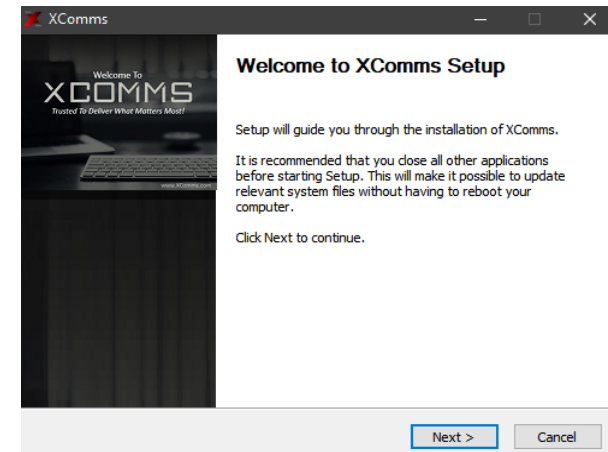 XComms
Welcome To
XCOMMS
Trusted To Deliver What Matters Most!
www.XComms.com
Welcome to XComms Setup
Setup will guide you through the installation of XComms.
It is recommended that you close all other applications
before starting Setup. This will make it possible to update
relevant system files without having to reboot your
computer.
Click Next to continue.
Next >
Cancel